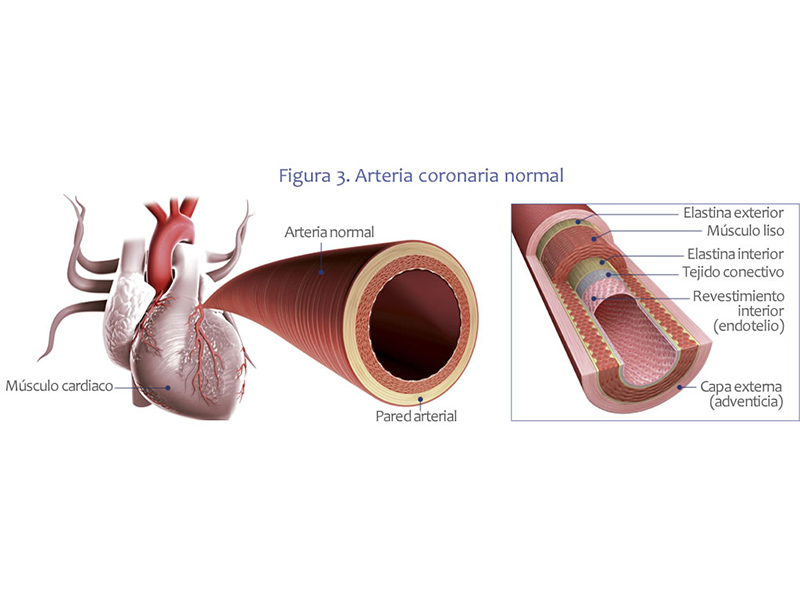 Figura 3. Arteria coronaria normal
Arteria normal
Músculo cardiaco
Pared arterial
Elastina exterior
Músculo liso
Elastina interior
Tejido conectivo
Revestimiento
interior
(endotelio)
Capa externa
(adventicia)